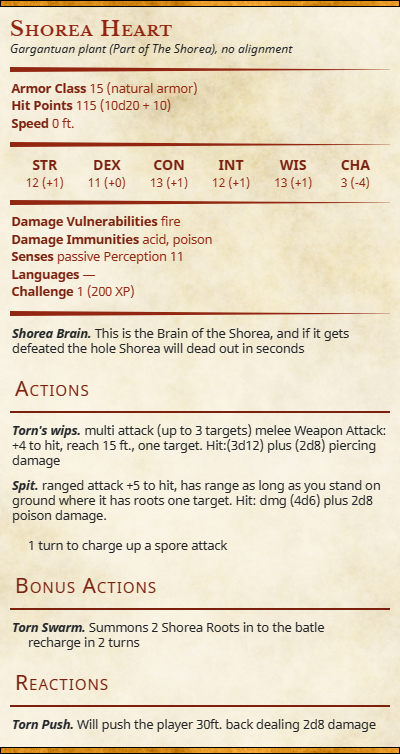 Shorea Heart
Gargantuan plant (Part of The Shorea), no alignment
Armor Class 15 (natural armor)
Hit Points 115 (10d20 + 10)
Speed 0 ft.
STR DEX CON INT WIS CHA
12 (+1) 11 (+0) 13 (+1) 12 (+1) 13 (+1) 3 (-4)
Damage Vulnerabilities fire
Damage Immunities acid, poison
Senses passive Perception 11
Languages —
Challenge 1 (200 XP)
Shorea Brain. This is the Brain of the Shorea, and if it gets
defeated the hole Shorea will dead out in seconds
Actions
Torn's wips. multi attack (up to 3 targets) melee Weapon Attack:
+4 to hit, reach 15 ft., one target. Hit:(3d12) plus (2d8) piercing
damage
Spit. ranged attack +5 to hit, has range as long as you stand on
ground where it has roots one target. Hit: dmg (4d6) plus 2d8
poison damage.
1 turn to charge up a spore attack
Bonus Actions
Torn Swarm. Summons 2 Shorea Roots in to the batle
recharge in 2 turns
Reactions
Torn Push. Will push the player 30ft. back dealing 2d8 damage